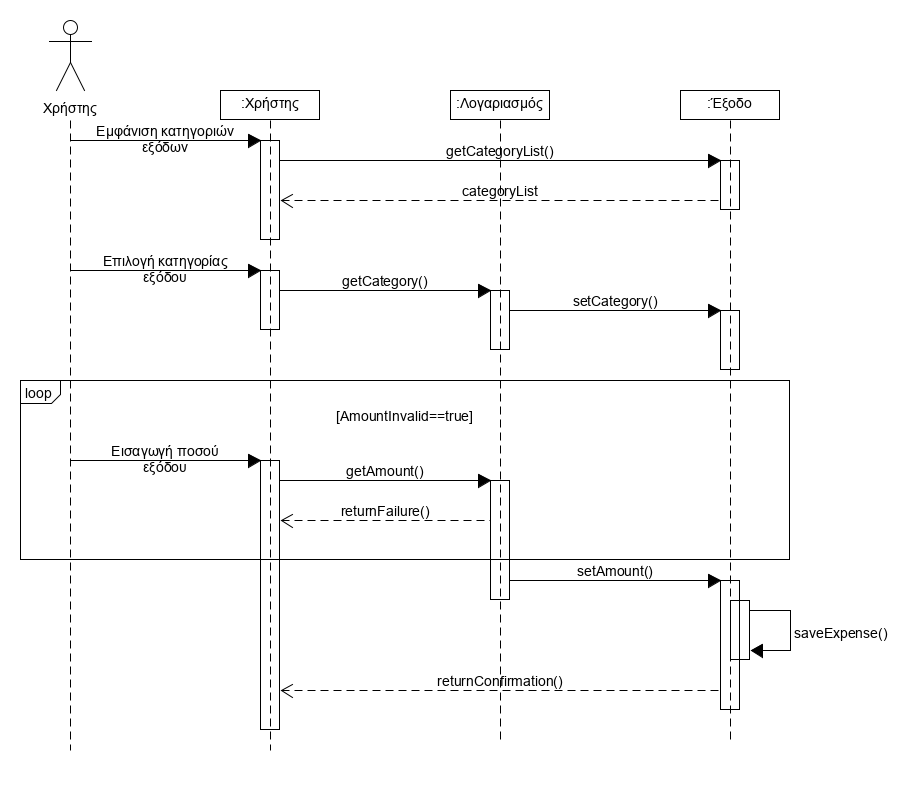 Χρήστης
:Χρήστης
:Λογαριασμός
:Έξοδο
Εμφάνιση κατηγοριών
εξόδων
getCategoryList()
categoryList
Επιλογή κατηγορίας
εξόδου
getCategory()
setCategory()
loop
[AmountInvalid==true]
Εισαγωγή ποσού
εξόδου
getAmount()
returnFailure()
setAmount()
saveExpense()
returnConfirmation()